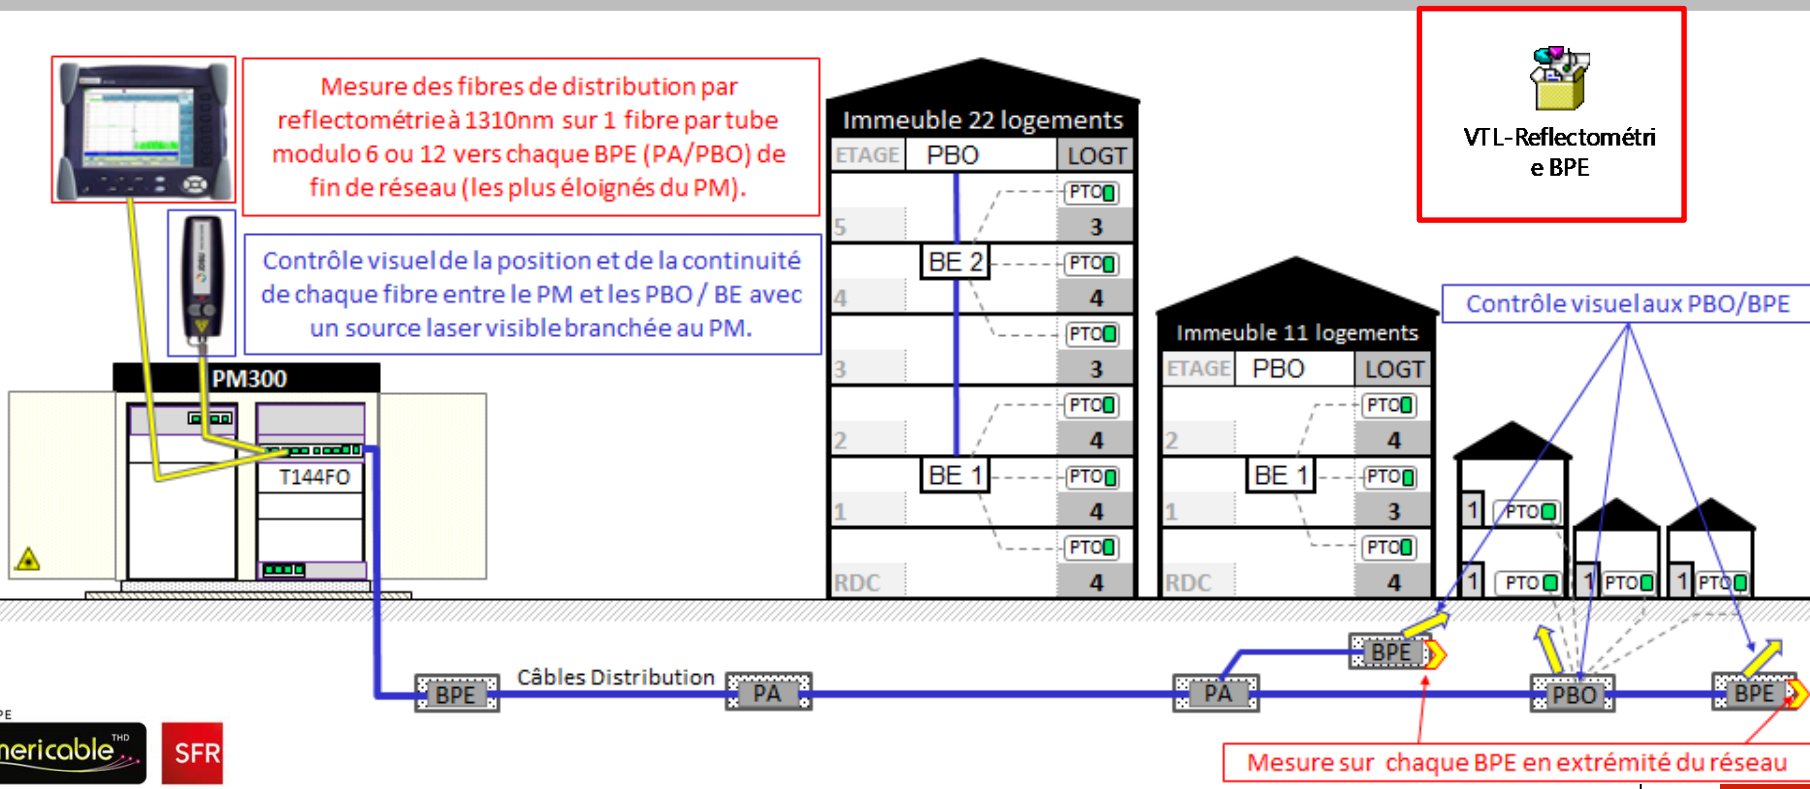 Mesure des fibres de distribution par
reflectométrie à 1310nm sur 1 fibre par tube
modulo 6 ou 12 vers chaque BPE (PA/PBO) de
fin de réseau (les plus éloignés du PM).
Contrôle visuel de la position et de la continuité
de chaque fibre entre le PM et les PBO / BE avec
un source laser visible branchée au PM.
PM300
T144FO
Immeuble 22 logements
ETAGE PBO LOGT
PTO
5 3
BE 2 PTO
4 4
PTO
3 3
PTO
2 4
BE 1 PTO
1 4
PTO
RDC 4
Immeuble 11 logements
ETAGE PBO LOGT
PTO
2 4
BE 1 PTO
1 3
PTO
RDC 4
VTL-Reflectométri
e BPE
Contrôle visuel aux PBO/BPE
1 PTO
1 PTO 1 PTO 1 PTO
BPE
BPE Câbles Distribution PA PA PBO BPE
Mesure sur chaque BPE en extrémité du réseau
PE
mericable THD
SFR